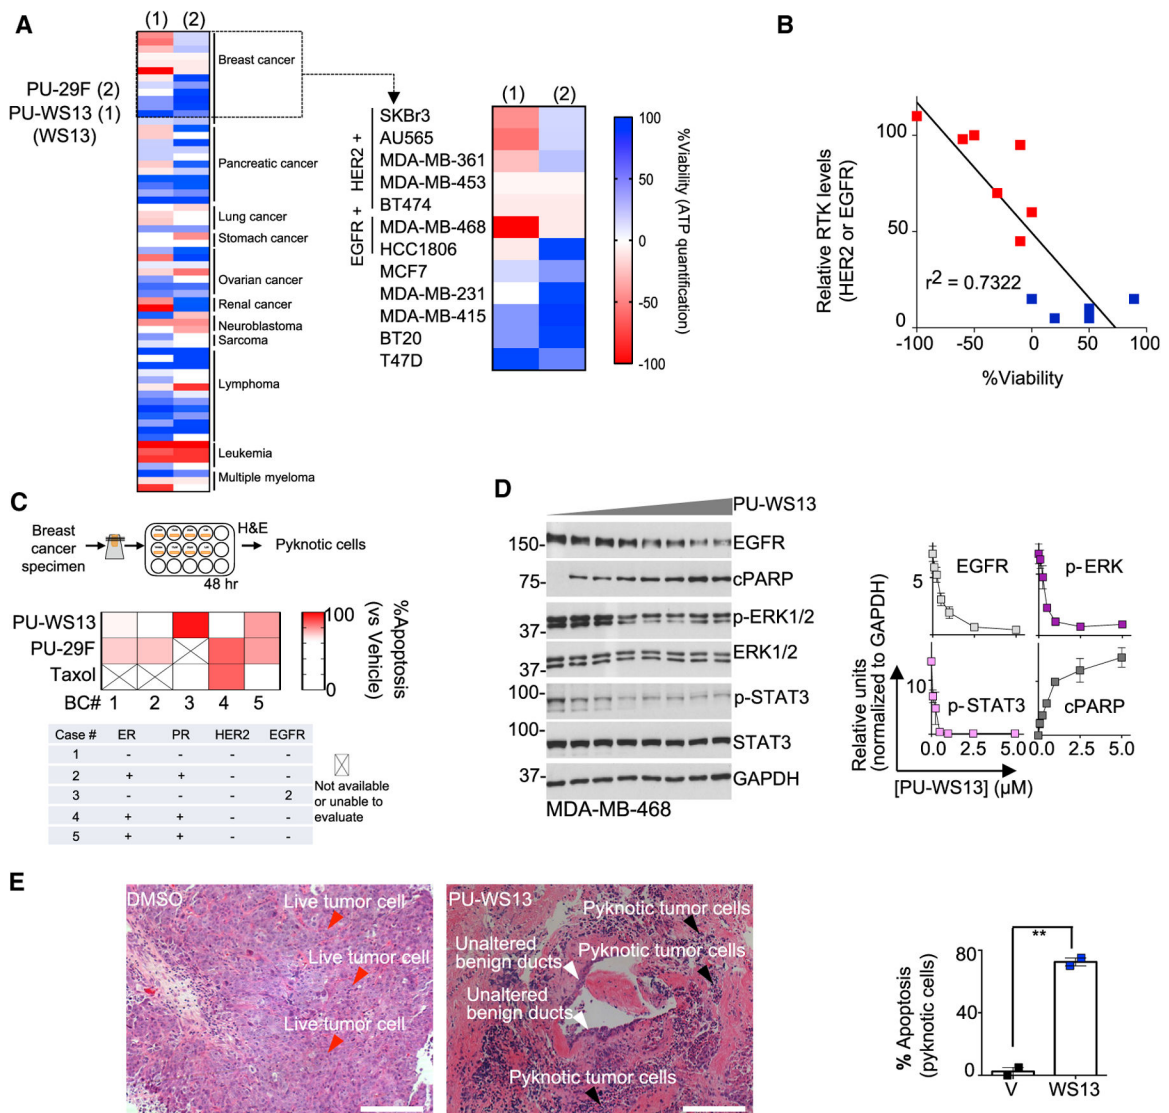 A
(1) (2)
PU-29F (2)
PU-WS13 (1)
(WS13)
Breast cancer
Pancreatic cancer
Lung cancer
Stomach cancer
Ovarian cancer
Renal cancer
Neuroblastoma
Sarcoma
Lymphoma
Leukemia
Multiple myeloma
(1) (2)
HER2 +
EGFR +
SKBr3
AU565
MDA-MB-361
MDA-MB-453
BT474
MDA-MB-468
HCC1806
MCF7
MDA-MB-231
MDA-MB-415
BT20
T47D
100
50
0
-50
-100
%Viability (ATP quantification)
B
Relative RTK levels
(HER2 or EGFR)
100
50
0
r2 = 0.7322
-100 -50 0 50 100
%Viability
C
Breast
cancer
specimen
H&E
Pyknotic cells
48 hr
PU-WS13
PU-29F
Taxol
BC# 1 2 3 4 5
100
0
%Apoptosis
(vs Vehicle)
Case # ER PR HER2 EGFR
1 - - - -
2 + + - -
3 - - - 2
4 + + - -
5 + + - -
Not available
or unable to
evaluate
D
PU-WS13
150- EGFR
75- cPARP
37- p-ERK1/2
37- ERK1/2
100- p-STAT3
100- STAT3
37- GAPDH
MDA-MB-468
Relative units
(normalized to GAPDH)
5
EGFR
p-ERK
10
p-STAT3
cPARP
0.0 2.5 5.0 0 2.5 5.0
[PU-WS13] (µM)
E
DMSO
Live tumor cell
Live tumor cell
Live tumor cell
PU-WS13
Pyknotic tumor cells
Unaltered
benign ducts
Pyknotic tumor cells
Unaltered
benign ducts
Pyknotic tumor cells
% Apoptosis
(pyknotic cells)
80
40
0
**
V WS13